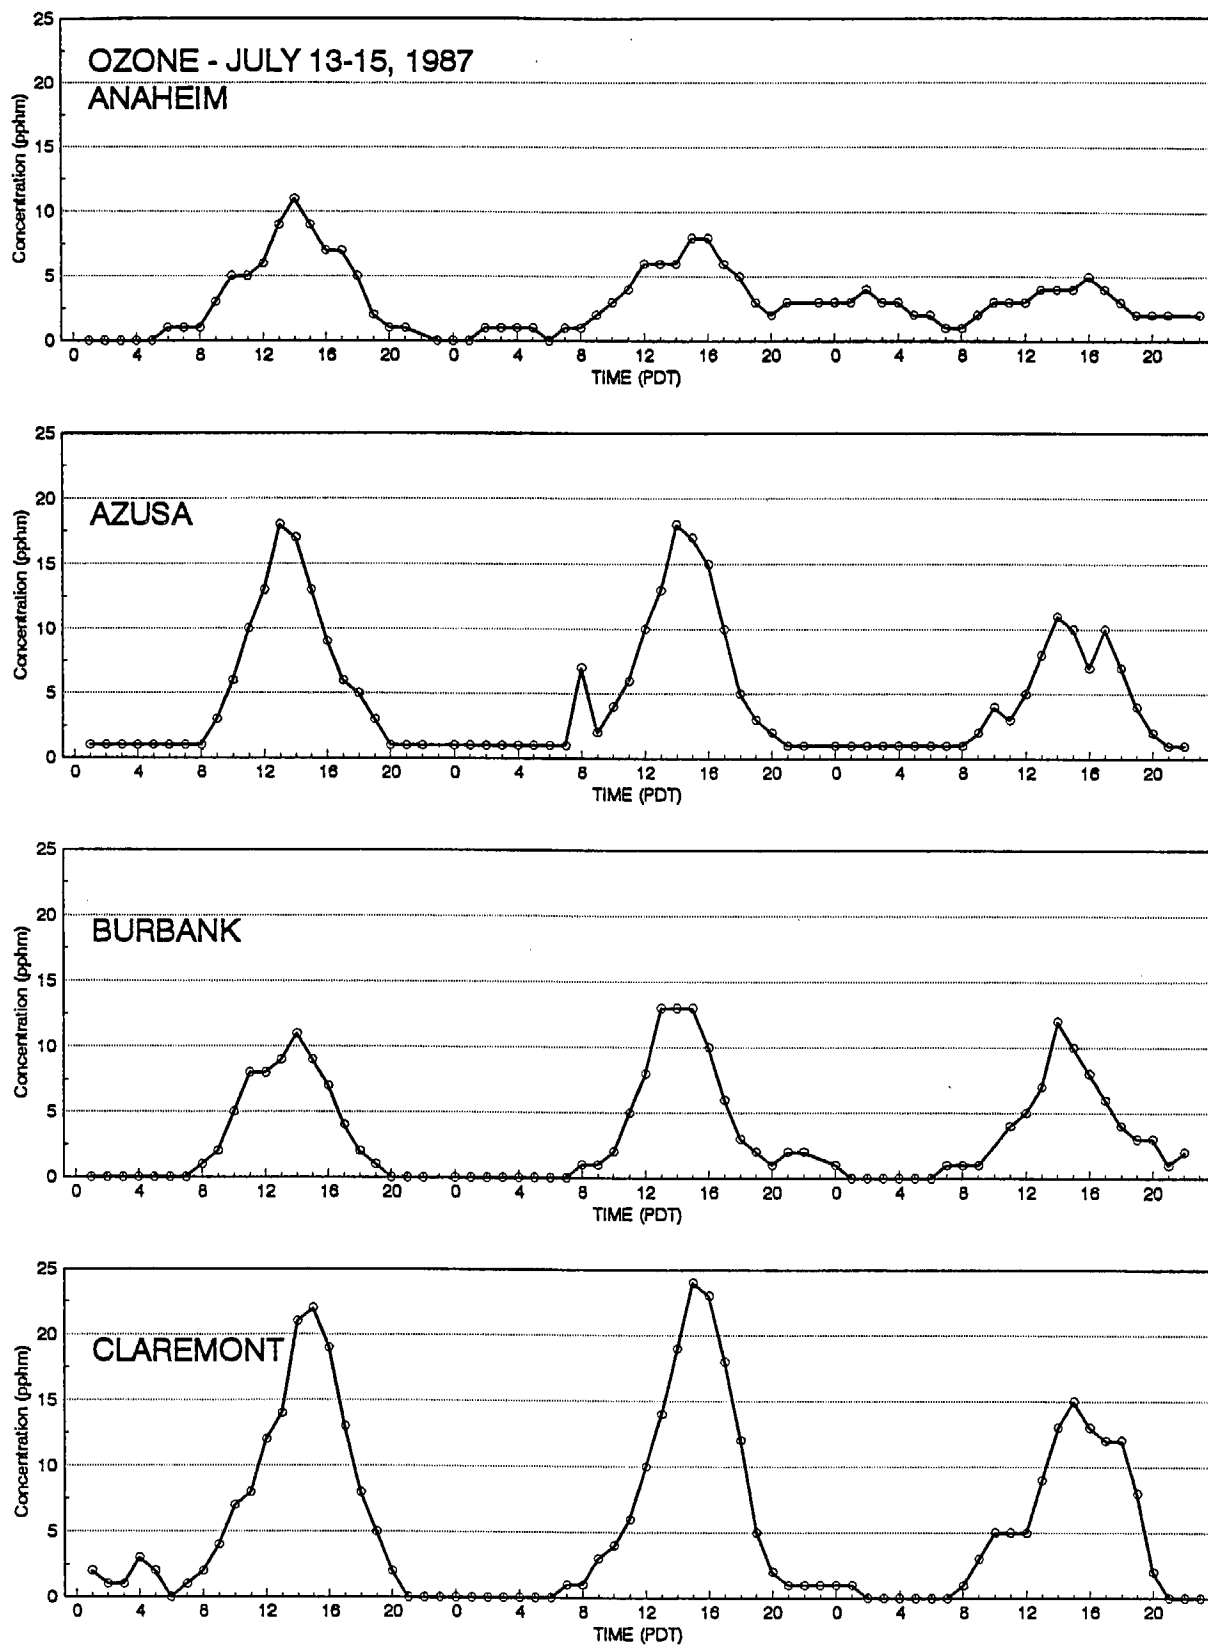 OZONE - JULY 13-15, 1987
ANAHEIM
Concentration (pphm)
25
20
15
10
5
0
0 4 8 12 16 20 0 4 8 12 16 20 0 4 8 12 16 20
TIME (PDT)
AZUSA
Concentration (pphm)
25
20
15
10
5
0
0 4 8 12 16 20 0 4 8 12 16 20 0 4 8 12 16 20
TIME (PDT)
BURBANK
Concentration (pphm)
25
20
15
10
5
0
0 4 8 12 16 20 0 4 8 12 16 20 0 4 8 12 16 20
TIME (PDT)
CLAREMONT
Concentration (pphm)
25
20
15
10
5
0
0 4 8 12 16 20 0 4 8 12 16 20 0 4 8 12 16 20
TIME (PDT)